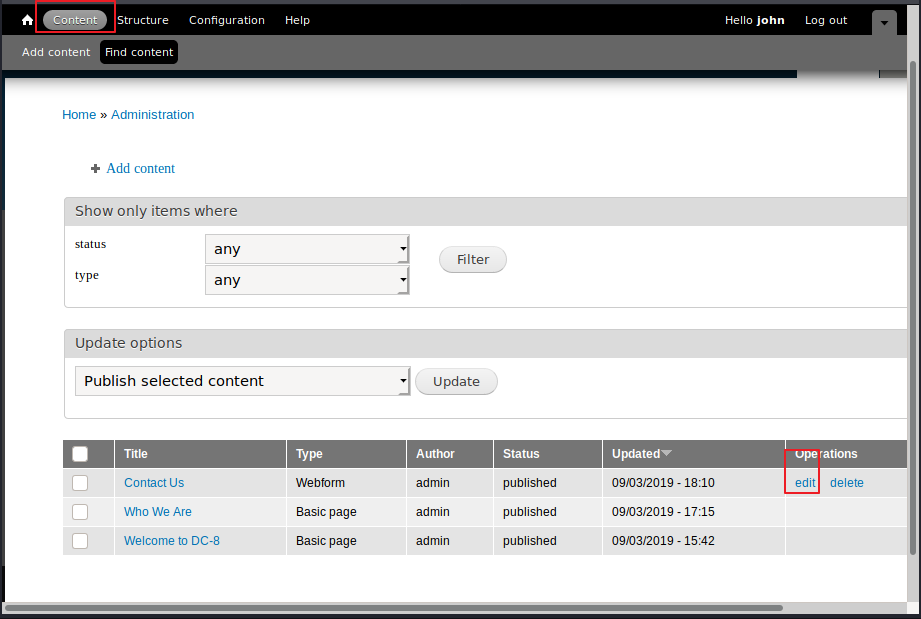 Content Structure Configuration Help Hello john Log out
Add content Find content
Home » Administration
Add content
Show only items where
status any
Filter
type any
Update options
Publish selected content Update
Title Type Author Status Updated Operations
Contact Us Webform admin published 09/03/2019 - 18:10 edit delete
Who We Are Basic page admin published 09/03/2019 - 17:15
Welcome to DC-8 Basic page admin published 09/03/2019 - 15:42